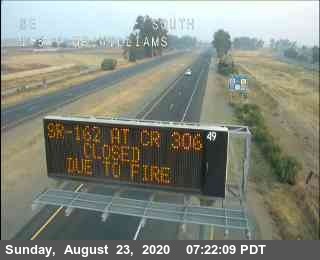 SE SOUTH
SR-162 AT CR 306
CLOSED
DUE TO FIRE
49
Sunday, August 23, 2020 07:22:09 PDT